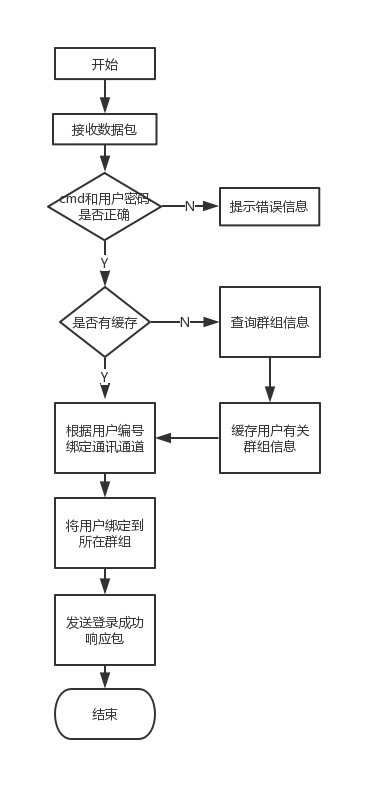 开始
接收数据包
cmd和用户密码
是否正确
N
提示错误信息
Y
是否有缓存
N
查询群组信息
Y
根据用户编号
绑定通讯通道
缓存用户有关
群组信息
将用户绑定到
所在群组
发送登录成功
响应包
结束